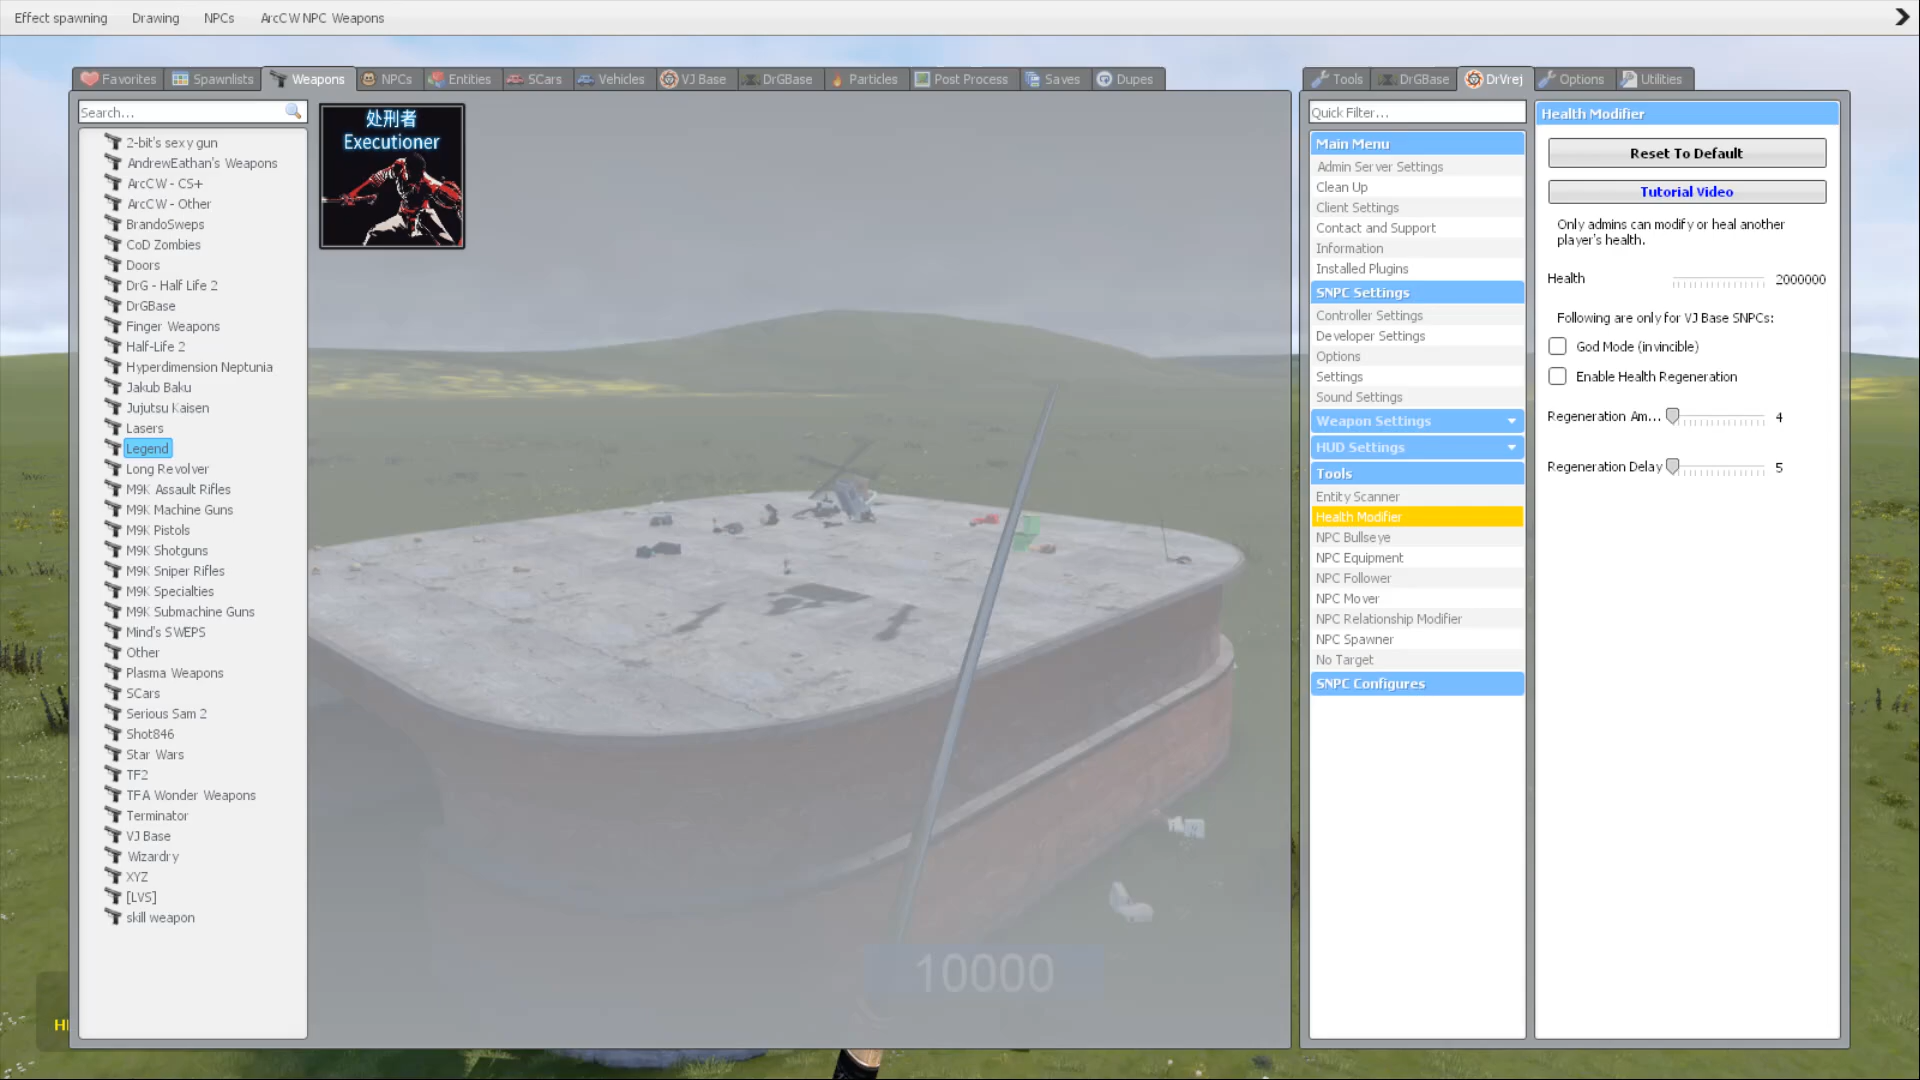 Effect spawning
Drawing
NPCs
ArcCW NPC Weapons
Favorites
Spawnlists
Weapons
NPCs
Entities
SCars
Vehicles
VJ Base
DrGBase
Particles
Post Process
Saves
Dupes
Search...
2-bit's sexy gun
AndrewEathan's Weapons
ArcCW - CS+
ArcCW - Other
BrandoSweps
CoD Zombies
Doors
DrG - Half Life 2
DrGBase
Finger Weapons
Half-Life 2
Hyperdimension Neptunia
Jakub Baku
Jujutsu Kaisen
Lasers
Legend
Long Revolver
M9K Assault Rifles
M9K Machine Guns
M9K Pistols
M9K Shotguns
M9K Sniper Rifles
M9K Specialties
M9K Submachine Guns
Mind's SWEPS
Other
Plasma Weapons
SCars
Serious Sam 2
Shot846
Star Wars
TF2
TFA Wonder Weapons
Terminator
VJ Base
Wizardry
XYZ
[LVS]
skill weapon
处刑者
Executioner
10000
Tools
DrGBase
DrVrej
Options
Utilities
Quick Filter...
Main Menu
Admin Server Settings
Clean Up
Client Settings
Contact and Support
Information
Installed Plugins
SNPC Settings
Controller Settings
Developer Settings
Options
Settings
Sound Settings
Weapon Settings
HUD Settings
Tools
Entity Scanner
Health Modifier
NPC Bullseye
NPC Equipment
NPC Follower
NPC Mover
NPC Relationship Modifier
NPC Spawner
No Target
SNPC Configures
Health Modifier
Reset To Default
Tutorial Video
Only admins can modify or heal another
player's health.
Health 2000000
Following are only for VJ Base SNPCs:
God Mode (invincible)
Enable Health Regeneration
Regeneration Am... 4
Regeneration Delay 5